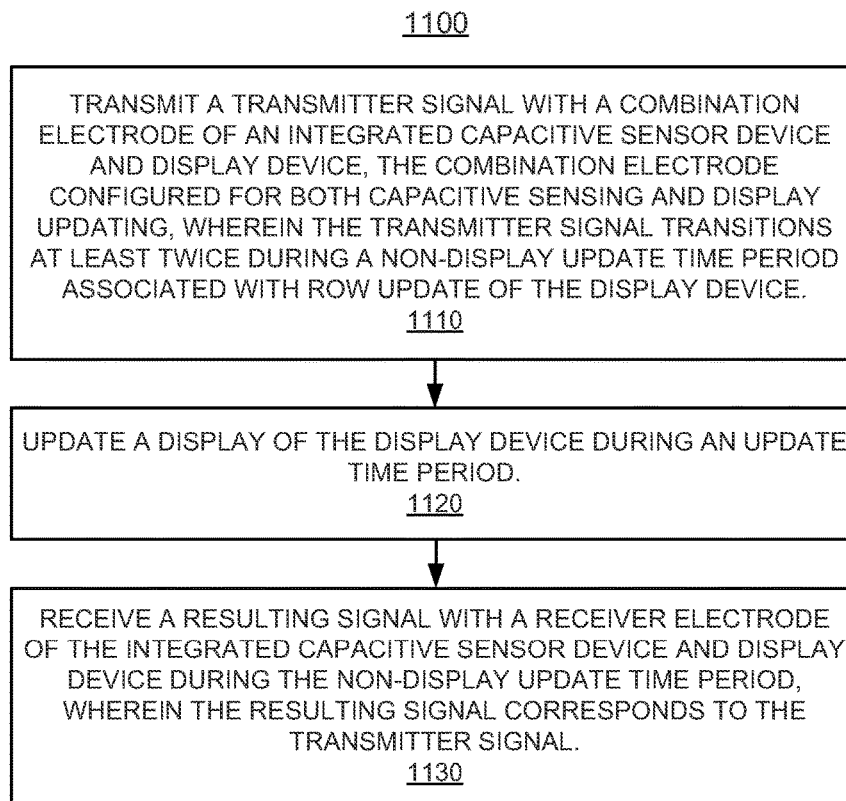 1100
TRANSMIT A TRANSMITTER SIGNAL WITH A COMBINATION
ELECTRODE OF AN INTEGRATED CAPACITIVE SENSOR DEVICE
AND DISPLAY DEVICE, THE COMBINATION ELECTRODE
CONFIGURED FOR BOTH CAPACITIVE SENSING AND DISPLAY
UPDATING, WHEREIN THE TRANSMITTER SIGNAL TRANSITIONS
AT LEAST TWICE DURING A NON-DISPLAY UPDATE TIME PERIOD
ASSOCIATED WITH ROW UPDATE OF THE DISPLAY DEVICE.
1110
UPDATE A DISPLAY OF THE DISPLAY DEVICE DURING AN UPDATE
TIME PERIOD.
1120
RECEIVE A RESULTING SIGNAL WITH A RECEIVER ELECTRODE
OF THE INTEGRATED CAPACITIVE SENSOR DEVICE AND DISPLAY
DEVICE DURING THE NON-DISPLAY UPDATE TIME PERIOD,
WHEREIN THE RESULTING SIGNAL CORRESPONDS TO THE
TRANSMITTER SIGNAL.
1130